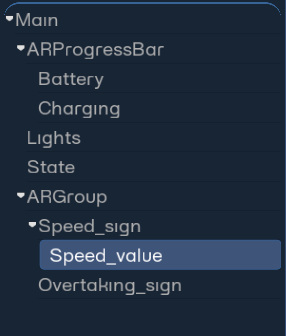 Main
ARProgressBar
Battery
Charging
Lights
State
ARGroup
Speed_sign
Speed_value
Overtaking_sign